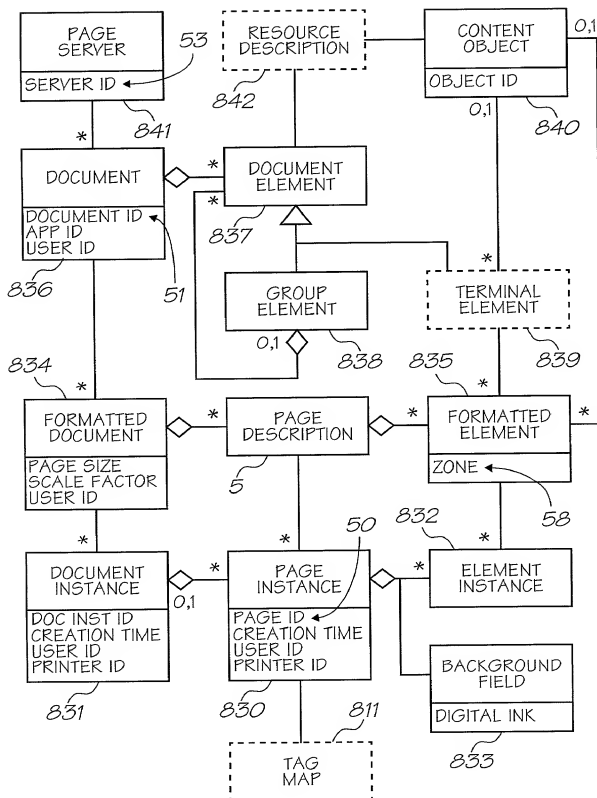 PAGE
SERVER
SERVER ID
53
841
RESOURCE
DESCRIPTION
842
CONTENT
OBJECT
OBJECT ID
840
0,1
0,1
*
DOCUMENT
DOCUMENT ID
APP ID
USER ID
836
51
*
*
DOCUMENT
ELEMENT
837
GROUP
ELEMENT
0,1
838
*
TERMINAL
ELEMENT
839
834
*
FORMATTED
DOCUMENT
PAGE SIZE
SCALE FACTOR
USER ID
*
PAGE
DESCRIPTION
5
835
*
*
FORMATTED
ELEMENT
*
ZONE
58
*
DOCUMENT
INSTANCE
0,1
DOC INST ID
CREATION TIME
USER ID
PRINTER ID
831
*
*
50
PAGE
INSTANCE
PAGE ID
CREATION TIME
USER ID
PRINTER ID
830
832
*
*
ELEMENT
INSTANCE
BACKGROUND
FIELD
DIGITAL INK
833
811
TAG
MAP